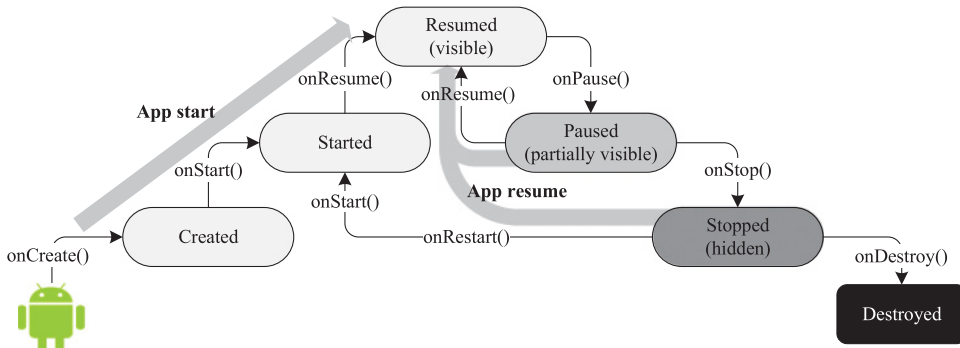 Resumed
(visible)
onResume()
onResume()
onPause()
App start
Started
Paused
(partially visible)
onStart()
onStart()
App resume
onStop()
Created
onRestart()
Stopped
(hidden)
onCreate()
onDestroy()
Destroyed